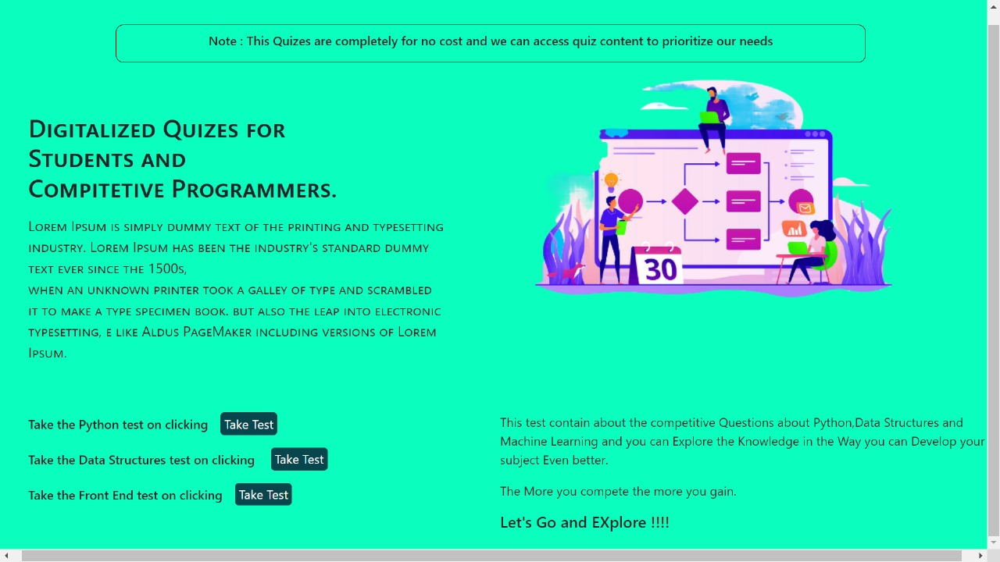 Note : This Quizes are completely for no cost and we can access quiz content to prioritize our needs
Digitalized Quizes for
Students and
Compitetive Programmers.
Lorem Ipsum is simply dummy text of the printing and typesetting
industry. Lorem Ipsum has been the industry's standard dummy
text ever since the 1500s,
when an unknown printer took a galley of type and scrambled
it to make a type specimen book. but also the leap into electronic
typesetting, e like Aldus PageMaker including versions of Lorem
Ipsum.
30
Take the Python test on clicking Take Test
Take the Data Structures test on clicking Take Test
Take the Front End test on clicking Take Test
This test contain about the competitive Questions about Python,Data Structures and
Machine Learning and you can Explore the Knowledge in the Way you can Develop your
subject Even better.
The More you compete the more you gain.
Let's Go and EXplore !!!!